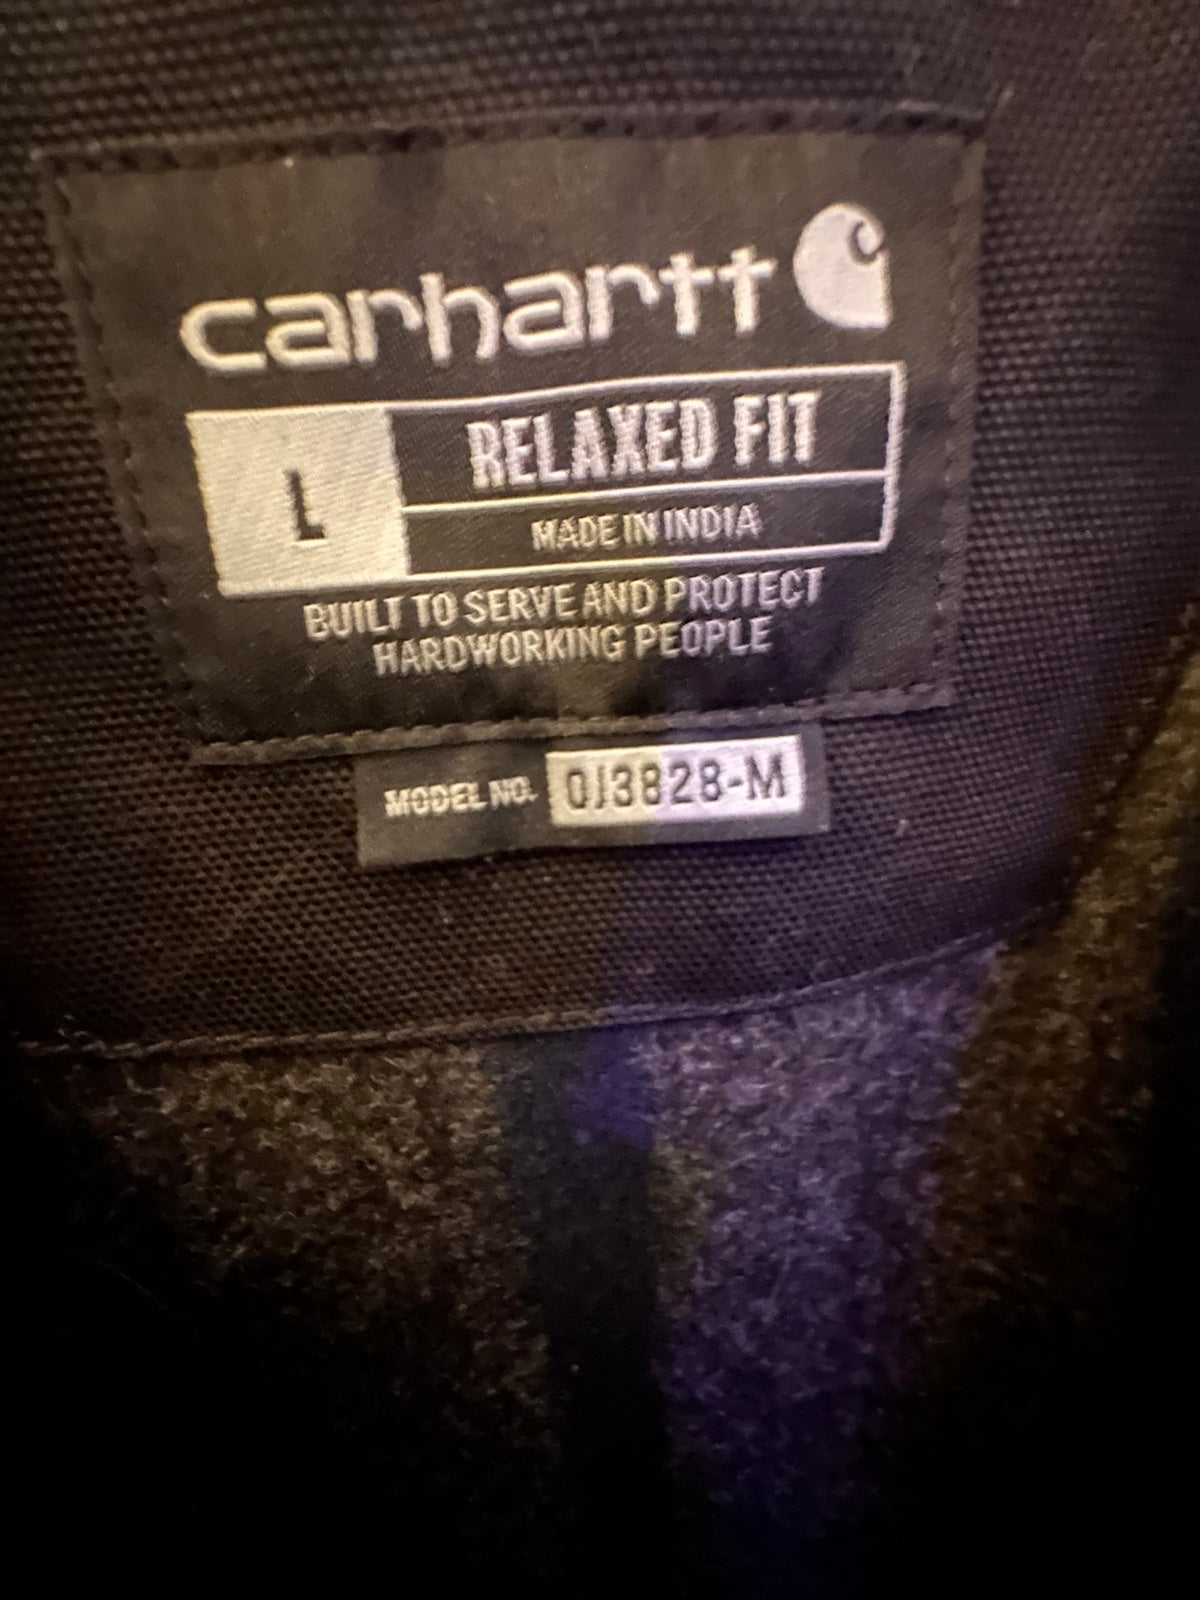 carhartt
L
RELAXED FIT
MADE IN INDIA
BUILT TO SERVE AND PROTECT
HARDWORKING PEOPLE
MODEL NO. OJ3828-M